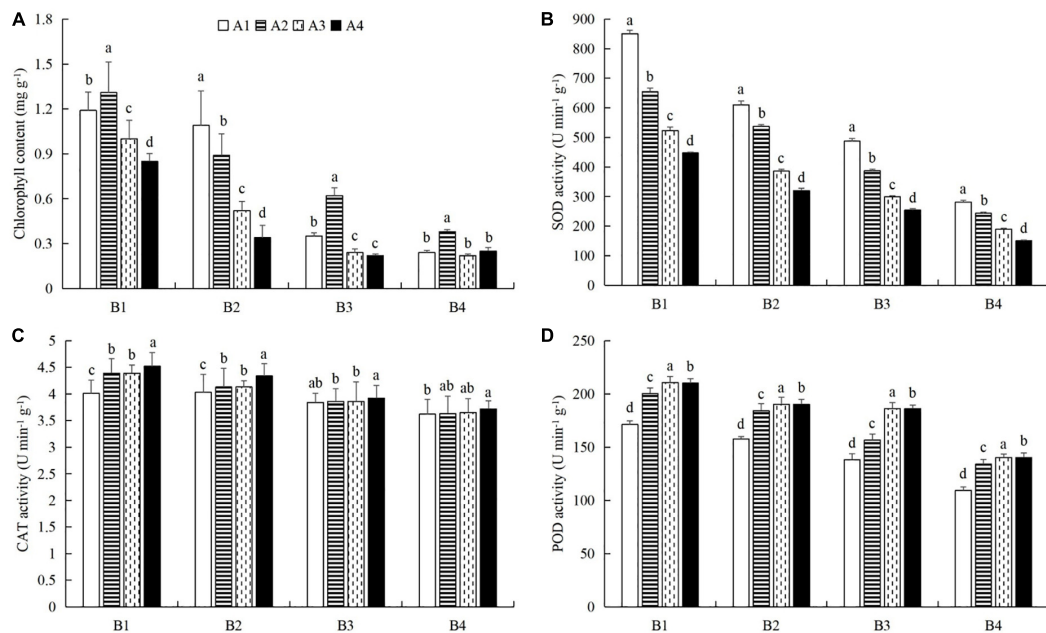 A
1.8
1.5
1.2
0.9
0.6
0.3
0
Chlorophyll content (mg g-1)
A1 A2 A3 A4
b a c d
a b c d
b a c c
b a b b
B1 B2 B3 B4
B
900
800
700
600
500
400
300
200
100
0
SOD activity (U min-1 g-1)
a b c d
a b c d
a b c d
a b c d
B1 B2 B3 B4
C
5
4.5
4
3.5
3
2.5
2
1.5
1
0.5
0
CAT activity (U min-1 g-1)
c b b a
c b b a
ab b b a
b ab ab a
B1 B2 B3 B4
D
250
200
150
100
50
0
POD activity (U min-1 g-1)
d c a b
d c a b
d c a b
d c a b
B1 B2 B3 B4